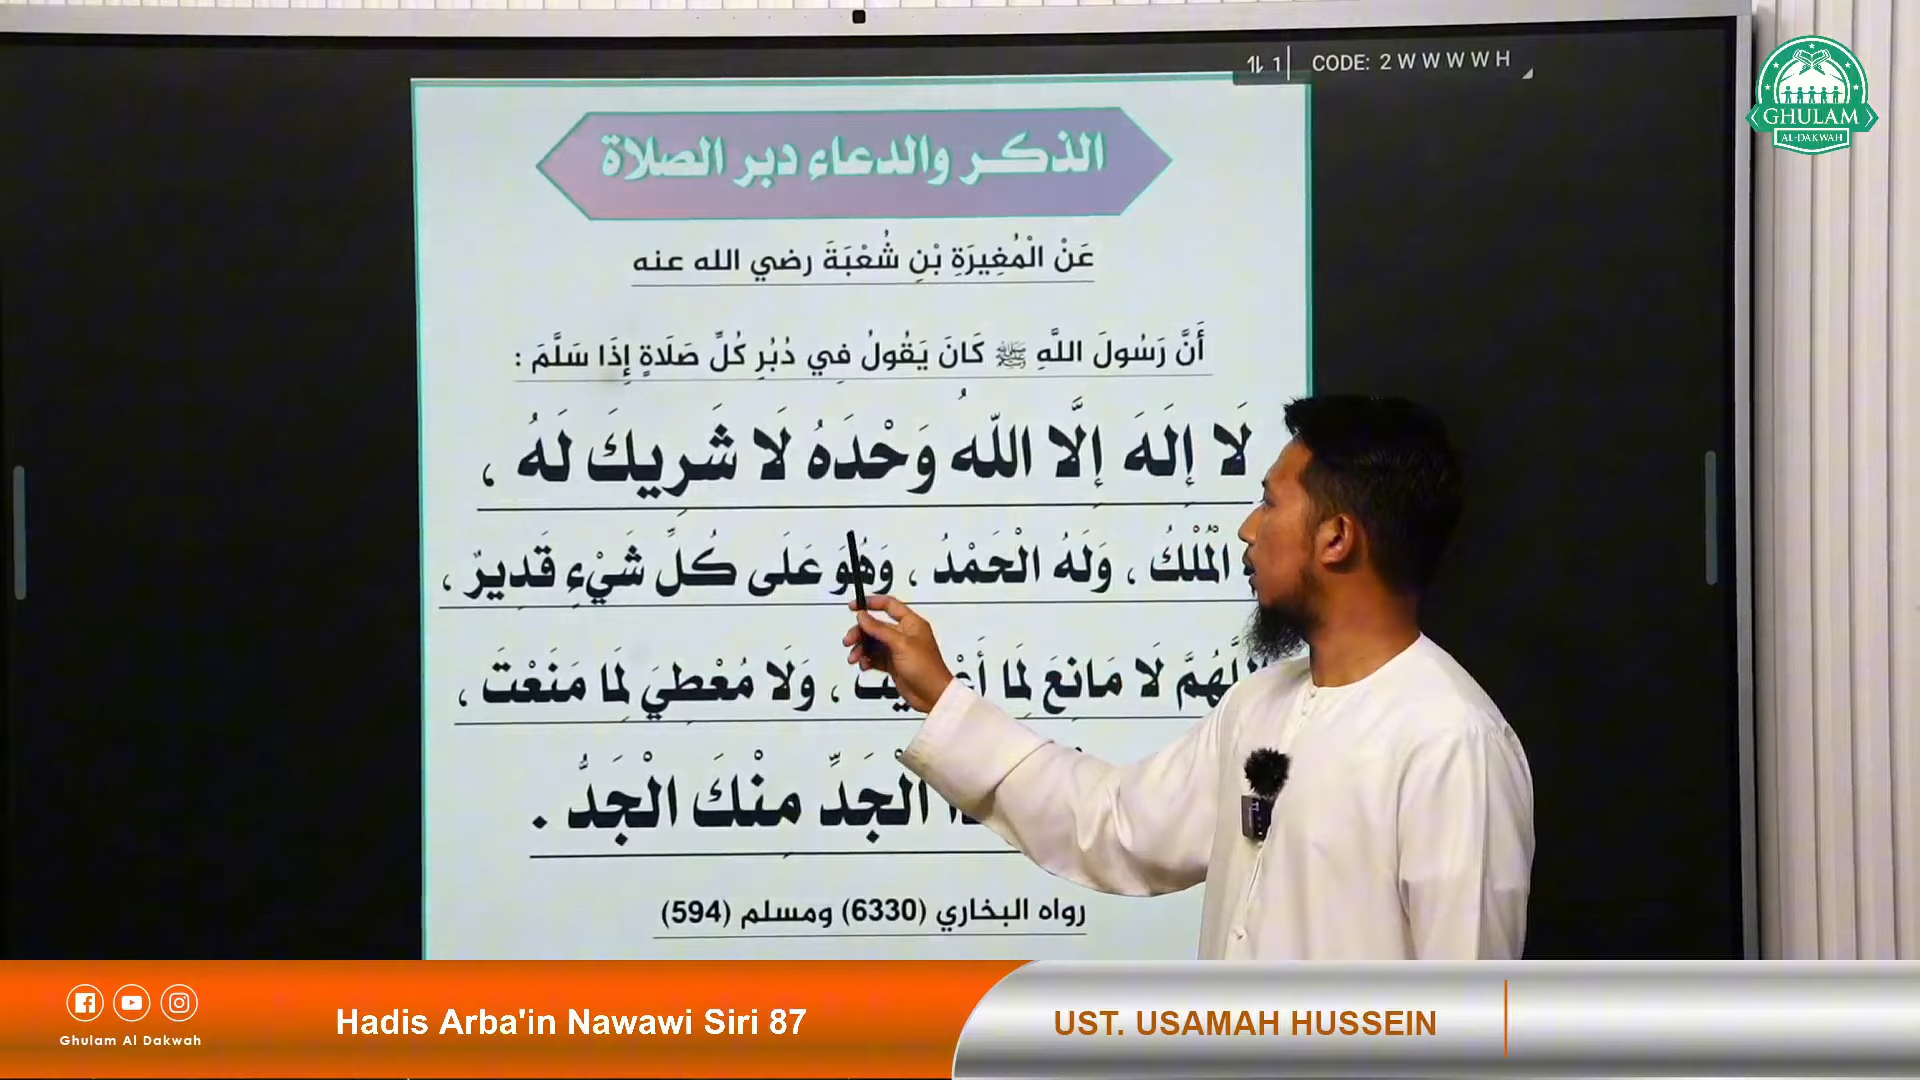 ⇅ 1 CODE: 2WWWWH
GHULAM
AL-DAKWAH
الذكر والدعاء دبر الصلاة
عَنْ الْمُغِيرَةِ بْنِ شُعْبَةَ رضي الله عنه
أَنَّ رَسُولَ اللَّهِ ﷺ كَانَ يَقُولُ فِي دُبُرِ كُلِّ صَلَاةٍ إِذَا سَلَّمَ :
لَا إِلَهَ إِلَّا اللهُ وَحْدَهُ لَا شَرِيكَ لَهُ ،
الْمُلْكُ ، وَلَهُ الْحَمْدُ ، وَهُوَ عَلَى كُلِّ شَيْءٍ قَدِيرٌ ،
اللَّهُمَّ لَا مَانِعَ لِمَا ، وَلَا مُعْطِيَ لِمَا مَنَعْتَ ،
الْجَدِّ مِنْكَ الْجَدُّ .
رواه البخاري (6330) ومسلم (594)
Ghulam Al Dakwah
Hadis Arba'in Nawawi Siri 87
UST. USAMAH HUSSEIN